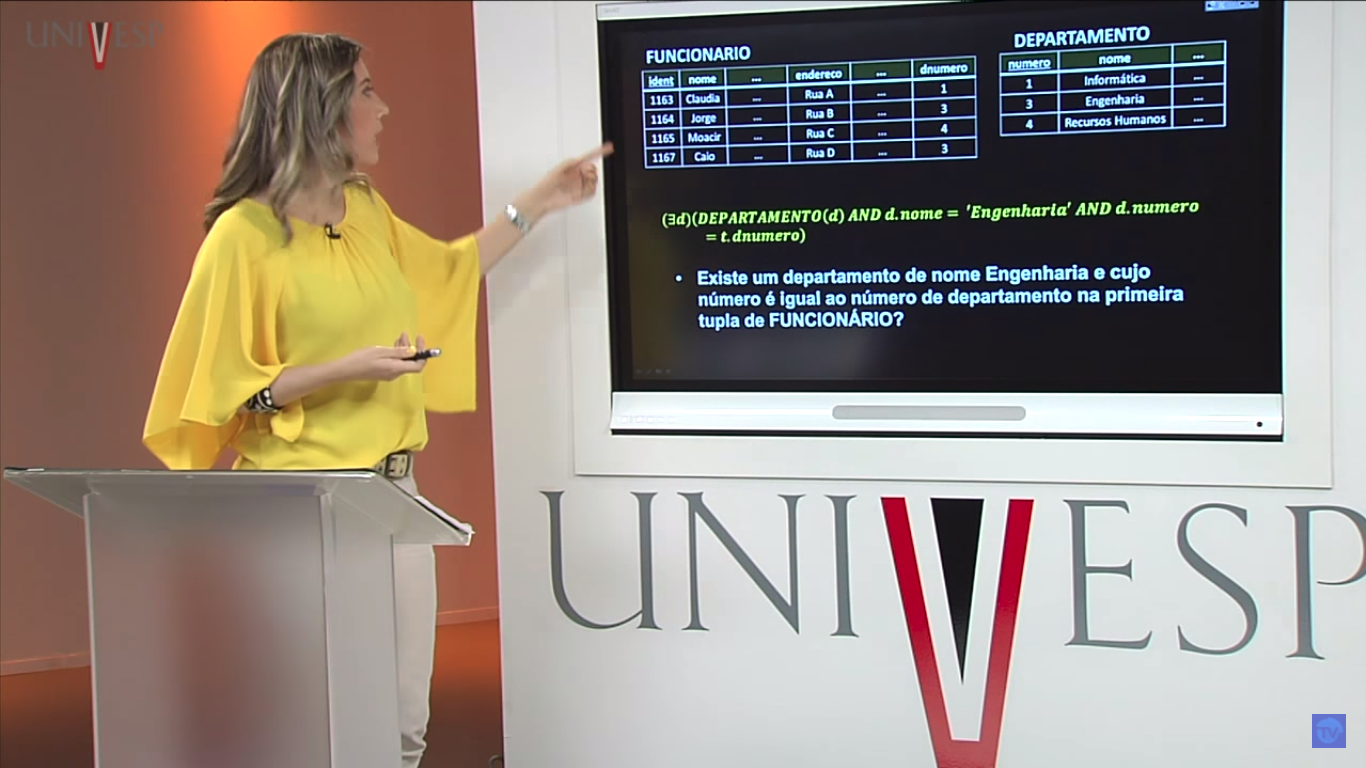 UNIVESP
FUNCIONARIO
ident nome ... endereco ... dnumero
1163 Claudia ... Rua A ... 1
1164 Jorge ... Rua B ... 3
1165 Moacir ... Rua C ... 4
1167 Caio ... Rua D ... 3
DEPARTAMENTO
numero nome ...
1 Informática ...
3 Engenharia ...
4 Recursos Humanos ...
(∃d)(DEPARTAMENTO(d) AND d.nome = 'Engenharia' AND d.numero
= t.dnumero)
• Existe um departamento de nome Engenharia e cujo
número é igual ao número de departamento na primeira
tupla de FUNCIONÁRIO?
UNIVESP
TV